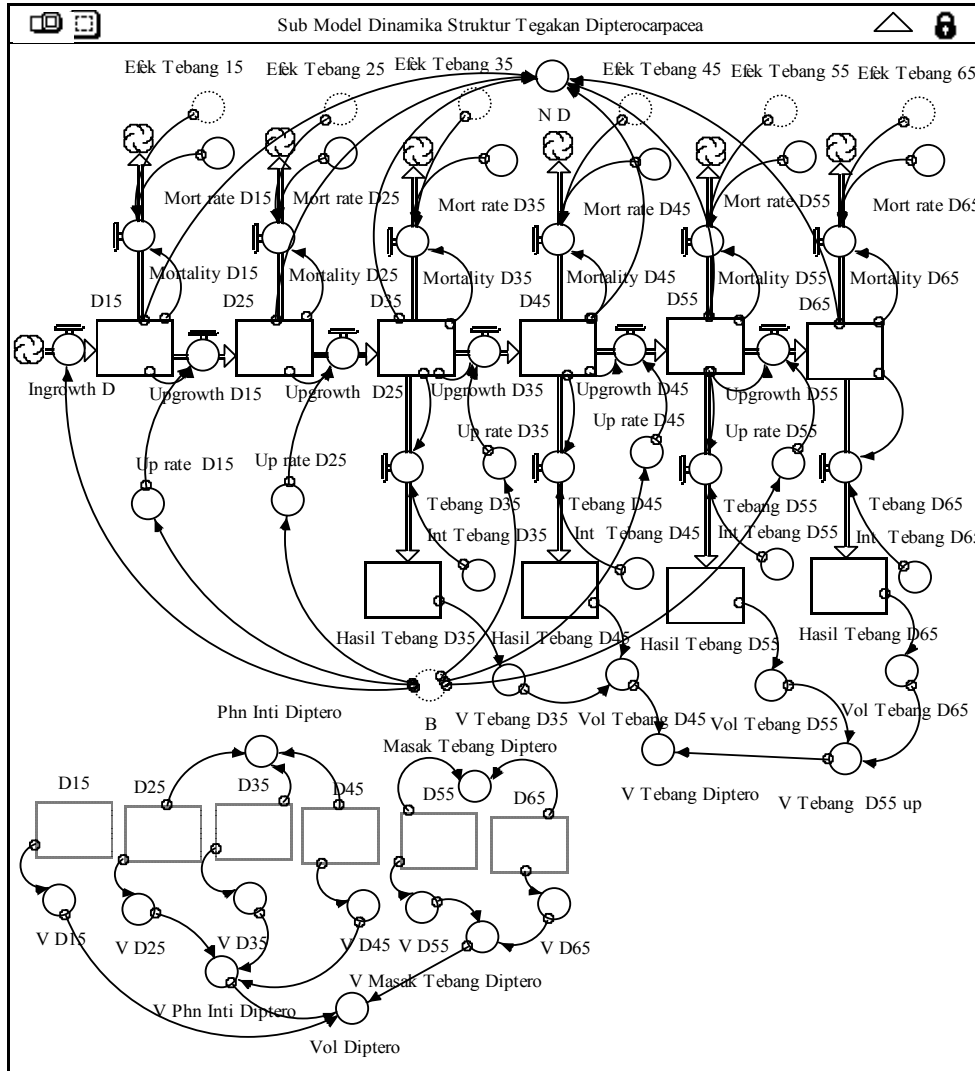 Sub Model Dinamika Struktur Tegakan Dipterocarpacea
Efek Tebang 15
Efek Tebang 25
Efek Tebang 35
Efek Tebang 45
Efek Tebang 55
Efek Tebang 65
N D
Mort rate D15
Mort rate D25
Mort rate D35
Mort rate D45
Mort rate D55
Mort rate D65
Mortality D15
Mortality D25
Mortality D35
Mortality D45
Mortality D55
Mortality D65
D15
D25
D35
D45
D55
D65
Ingrowth D
Upgrowth D15
Upgrowth D25
Upgrowth D35
Upgrowth D45
Upgrowth D55
Up rate D15
Up rate D25
Up rate D35
Up rate D45
Up rate D55
Tebang D35
Tebang D45
Tebang D55
Tebang D65
Int Tebang D35
Int Tebang D45
Int Tebang D55
Int Tebang D65
Hasil Tebang D35
Hasil Tebang D45
Hasil Tebang D55
Hasil Tebang D65
B
V Tebang D35
Vol Tebang D45
Vol Tebang D55
Vol Tebang D65
V Tebang Diptero
V Tebang D55 up
Phn Inti Diptero
Masak Tebang Diptero
D15
D25
D35
D45
D55
D65
V D15
V D25
V D35
V D45
V D55
V D65
V Phn Inti Diptero
V Masak Tebang Diptero
Vol Diptero